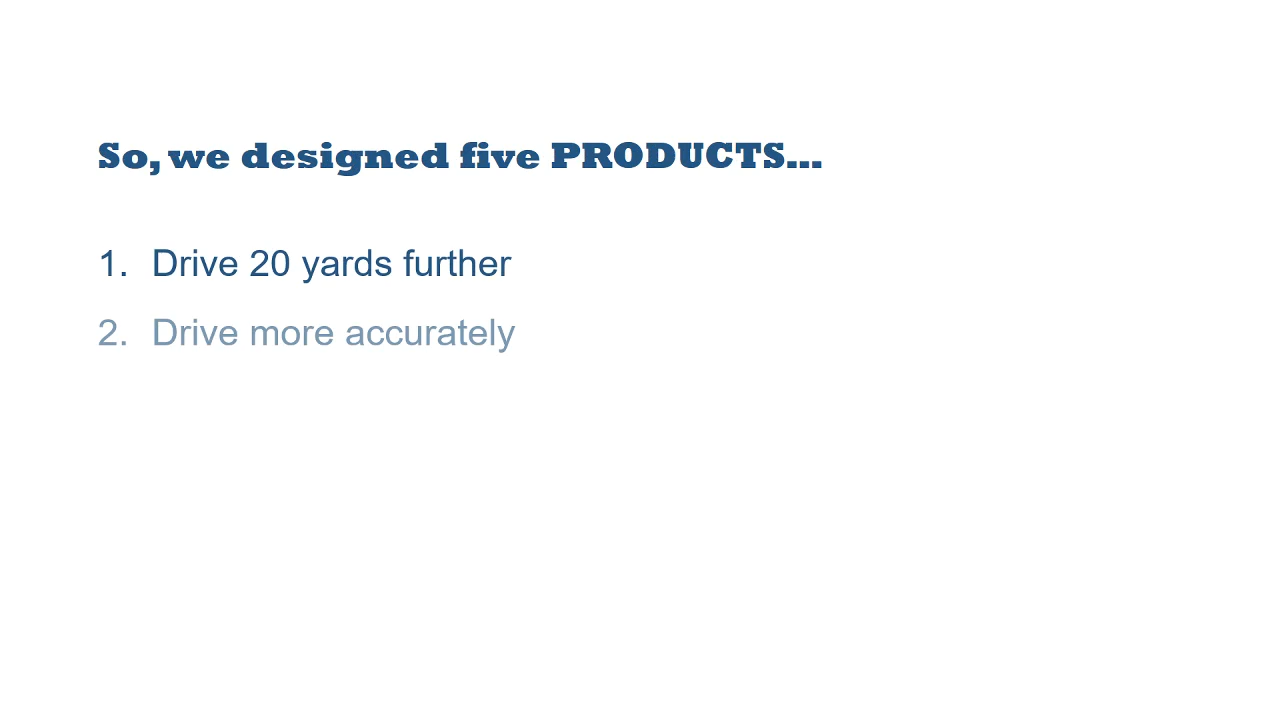 So, we designed five PRODUCTS...
1. Drive 20 yards further
2. Drive more accurately